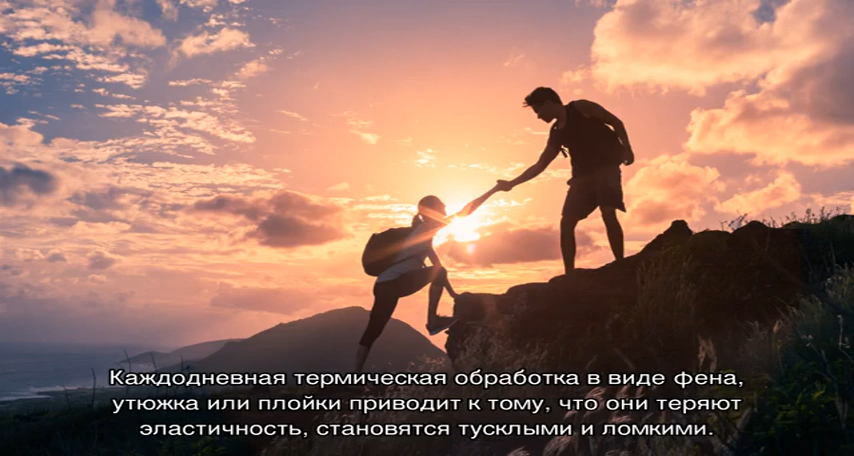 Каждодневная термическая обработка в виде фена,
утюжка или плойки приводит к тому, что они теряют
эластичность, становятся тусклыми и ломкими.